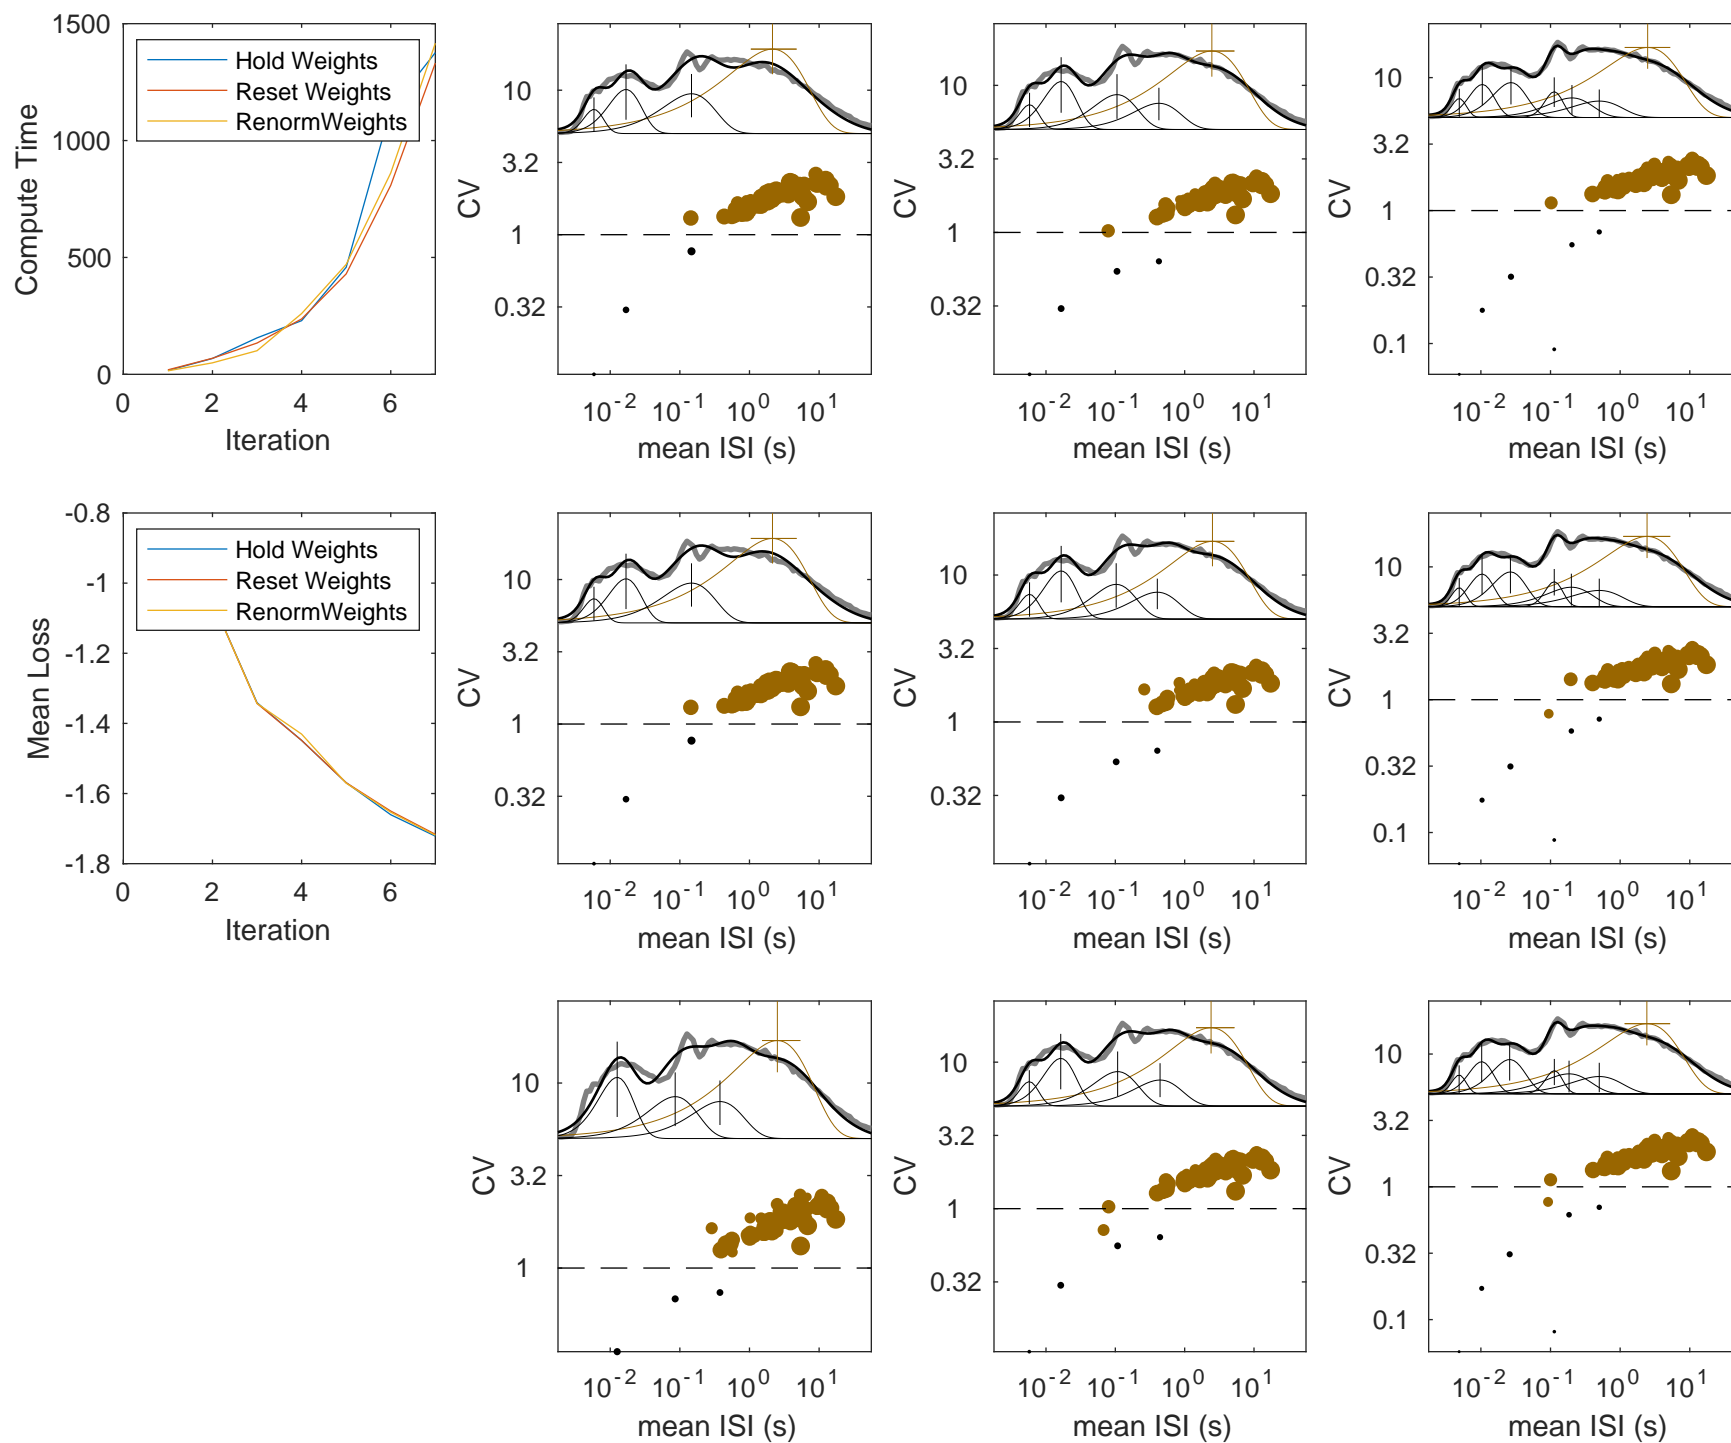 1500
1000
500
0
Compute Time
Hold Weights
Reset Weights
RenormWeights
0 2 4 6
Iteration
10
3.2
1
0.32
CV
10^-2 10^-1 10^0 10^1
mean ISI (s)
10
3.2
1
0.32
CV
10^-2 10^-1 10^0 10^1
mean ISI (s)
10
3.2
1
0.32
0.1
CV
10^-2 10^-1 10^0 10^1
mean ISI (s)
-0.8
-1
-1.2
-1.4
-1.6
-1.8
Mean Loss
Hold Weights
Reset Weights
RenormWeights
0 2 4 6
Iteration
10
3.2
1
0.32
CV
10^-2 10^-1 10^0 10^1
mean ISI (s)
10
3.2
1
0.32
CV
10^-2 10^-1 10^0 10^1
mean ISI (s)
10
3.2
1
0.32
0.1
CV
10^-2 10^-1 10^0 10^1
mean ISI (s)
10
3.2
1
CV
10^-2 10^-1 10^0 10^1
mean ISI (s)
10
3.2
1
0.32
CV
10^-2 10^-1 10^0 10^1
mean ISI (s)
10
3.2
1
0.32
0.1
CV
10^-2 10^-1 10^0 10^1
mean ISI (s)